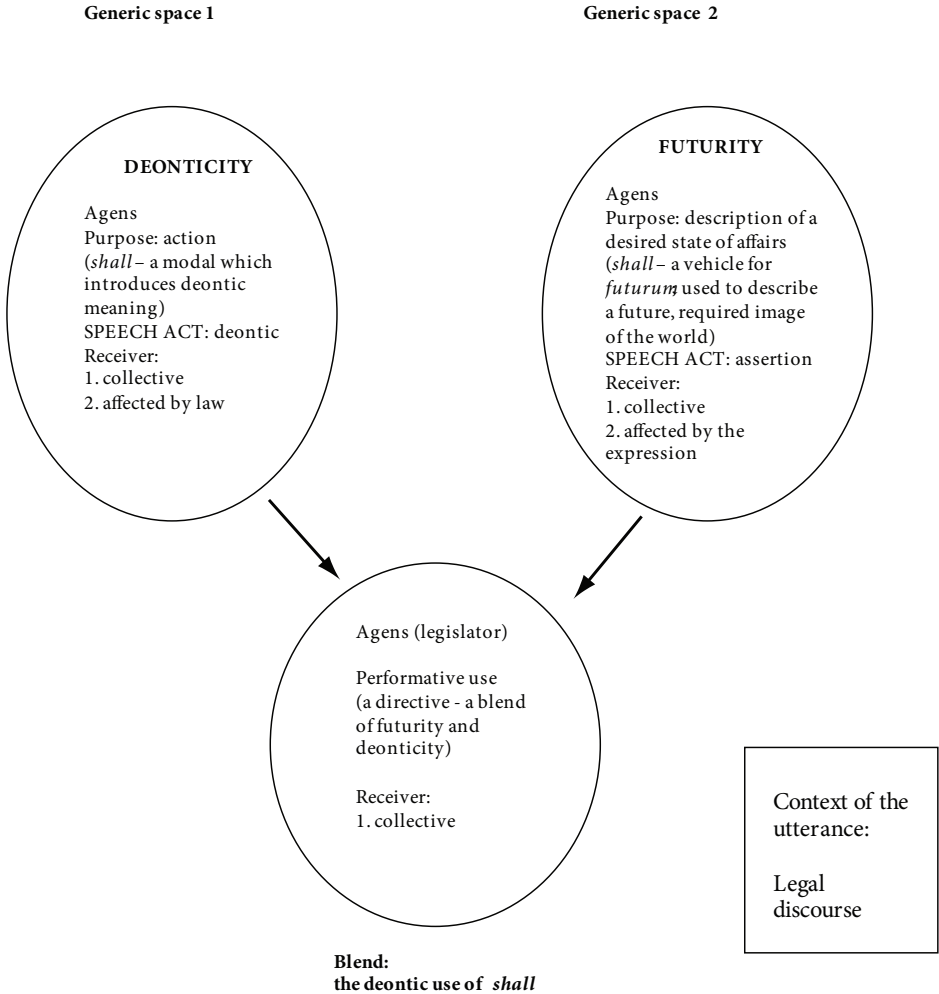 Generic space 1
Generic space 2
DEONTICITY
Agens
Purpose: action
(shall – a modal which
introduces deontic
meaning)
SPEECH ACT: deontic
Receiver:
1. collective
2. affected by law
FUTURITY
Agens
Purpose: description of a
desired state of affairs
(shall – a vehicle for
futurum; used to describe
a future, required image
of the world)
SPEECH ACT: assertion
Receiver:
1. collective
2. affected by the
expression
Agens (legislator)
Performative use
(a directive - a blend
of futurity and
deonticity)
Receiver:
1. collective
Context of the
utterance:
Legal
discourse
Blend:
the deontic use of shall